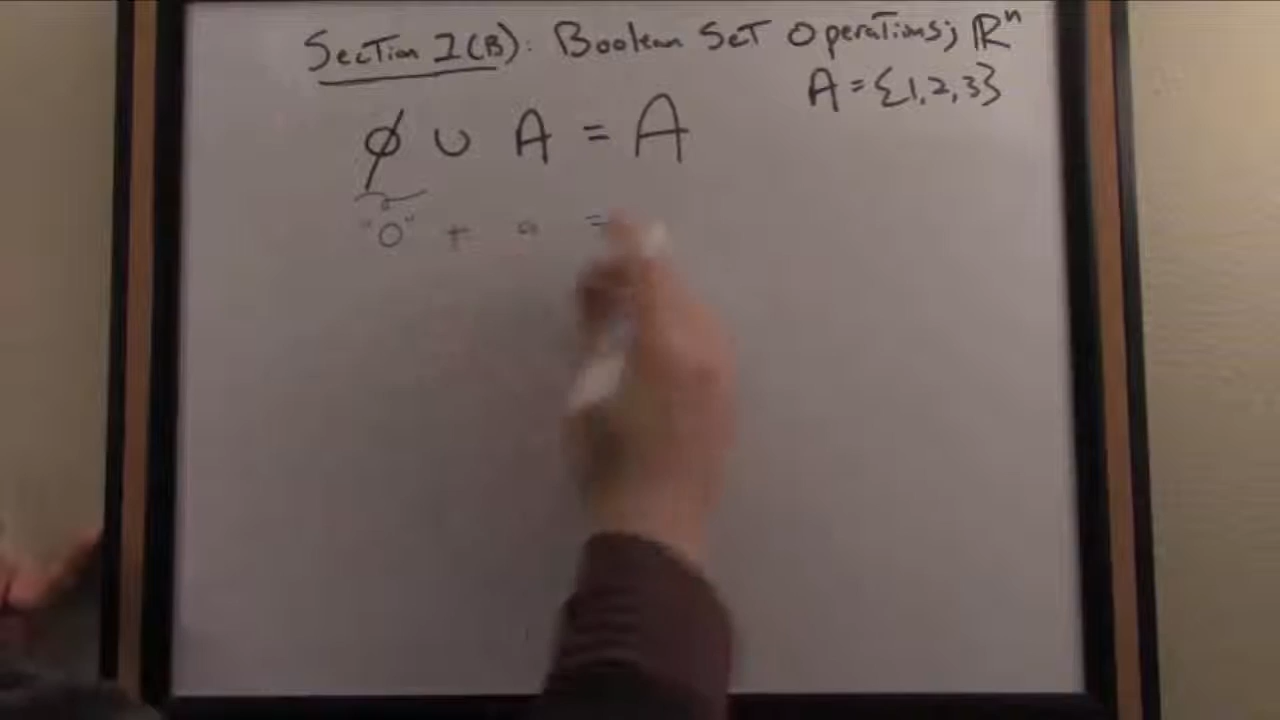 Section I(B): Boolean Set Operations; ℝⁿ
A = {1,2,3}
∅ ∪ A = A
"0" + a =